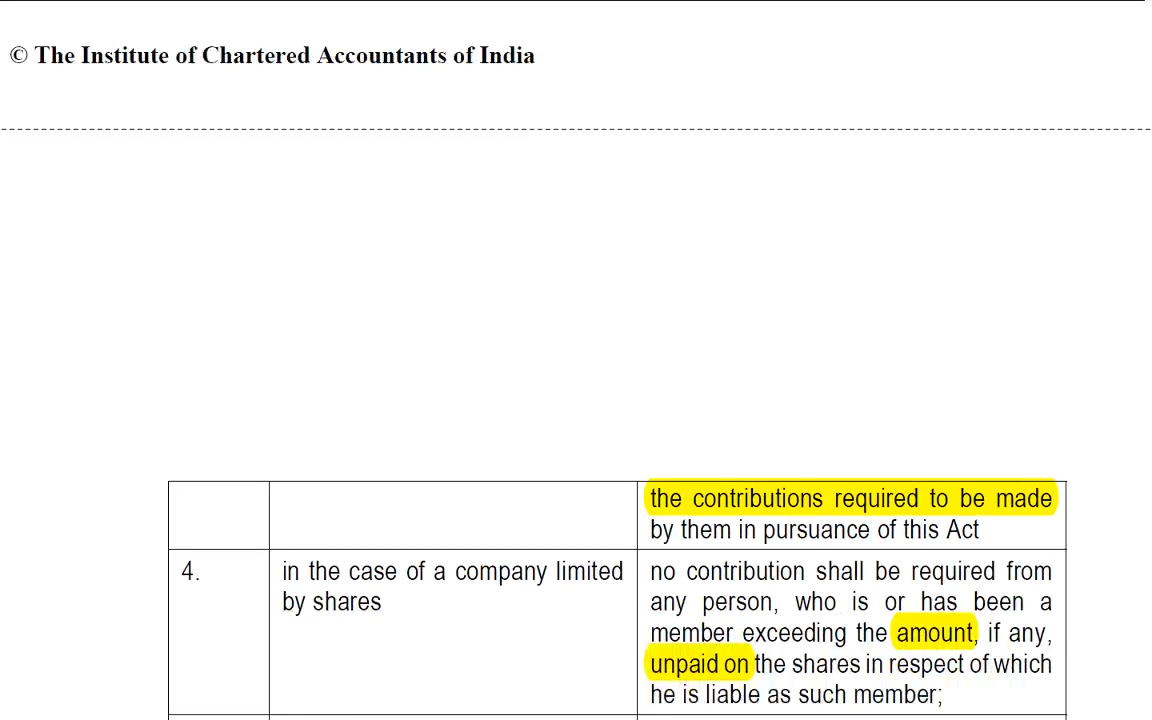 © The Institute of Chartered Accountants of India
the contributions required to be made
by them in pursuance of this Act
4.
in the case of a company limited
by shares
no contribution shall be required from
any person, who is or has been a
member exceeding the amount, if any,
unpaid on the shares in respect of which
he is liable as such member;